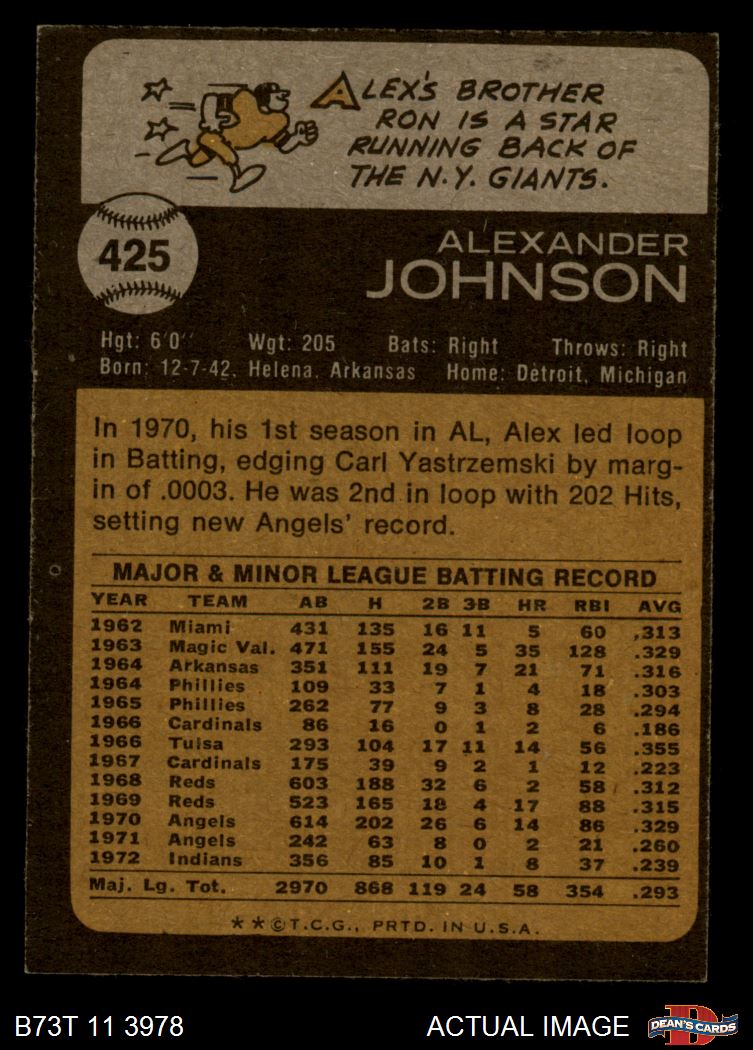 ALEX'S BROTHER
RON IS A STAR
RUNNING BACK OF
THE N.Y. GIANTS.
425
ALEXANDER
JOHNSON
Hgt: 6'0" Wgt: 205 Bats: Right Throws: Right
Born: 12-7-42, Helena, Arkansas Home: Detroit, Michigan
In 1970, his 1st season in AL, Alex led loop
in Batting, edging Carl Yastrzemski by marg-
in of .0003. He was 2nd in loop with 202 Hits,
setting new Angels' record.
MAJOR & MINOR LEAGUE BATTING RECORD
YEAR TEAM AB H 2B 3B HR RBI AVG
1962 Miami 431 135 16 11 5 60 .313
1963 Magic Val. 471 155 24 5 35 128 .329
1964 Arkansas 351 111 19 7 21 71 .316
1964 Phillies 109 33 7 1 4 18 .303
1965 Phillies 262 77 9 3 8 28 .294
1966 Cardinals 86 16 0 1 2 6 .186
1966 Tulsa 293 104 17 11 14 56 .355
1967 Cardinals 175 39 9 2 1 12 .223
1968 Reds 603 188 32 6 2 58 .312
1969 Reds 523 165 18 4 17 88 .315
1970 Angels 614 202 26 6 14 86 .329
1971 Angels 242 63 8 0 2 21 .260
1972 Indians 356 85 10 1 8 37 .239
Maj. Lg. Tot. 2970 868 119 24 58 354 .293
**©T.C.G., PRTD. IN U.S.A.
B73T 11 3978 ACTUAL IMAGE
D
DEAN'S CARDS